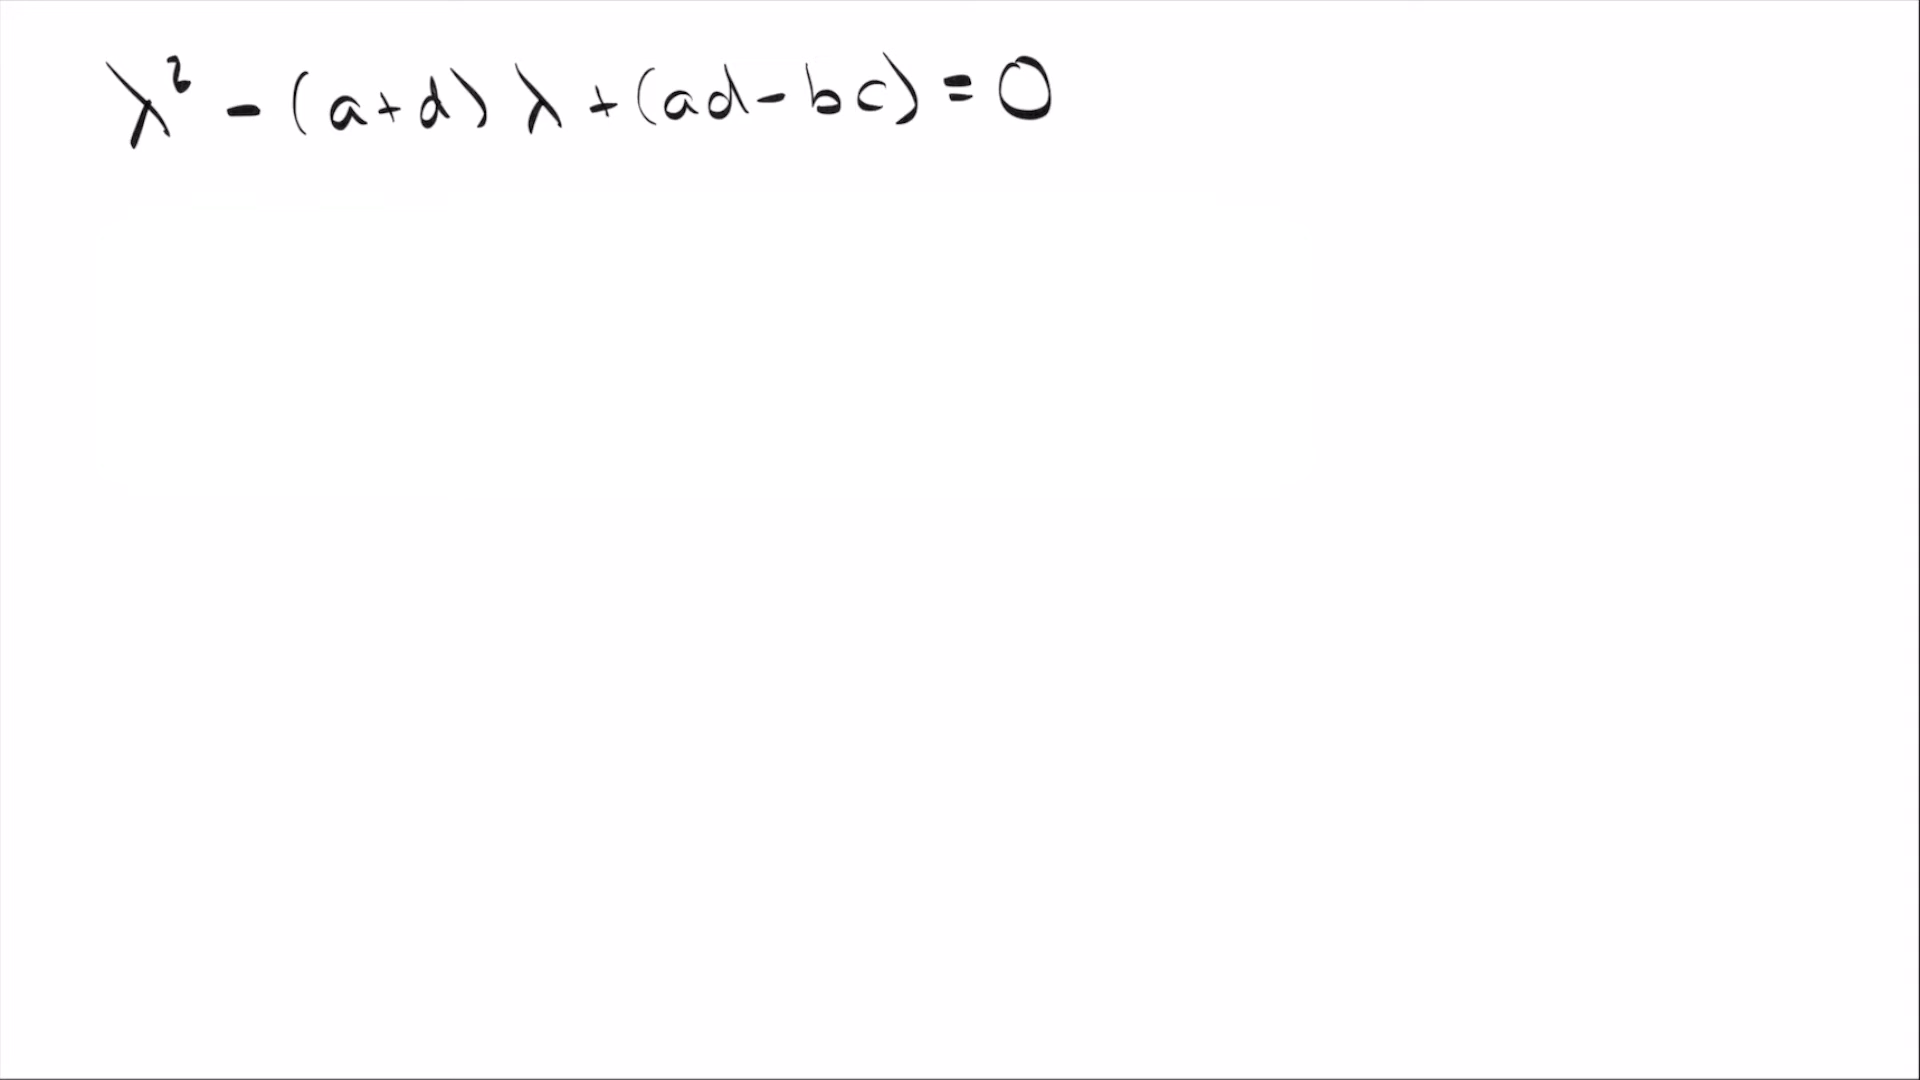 λ² - (a+d) λ + (ad - bc) = 0